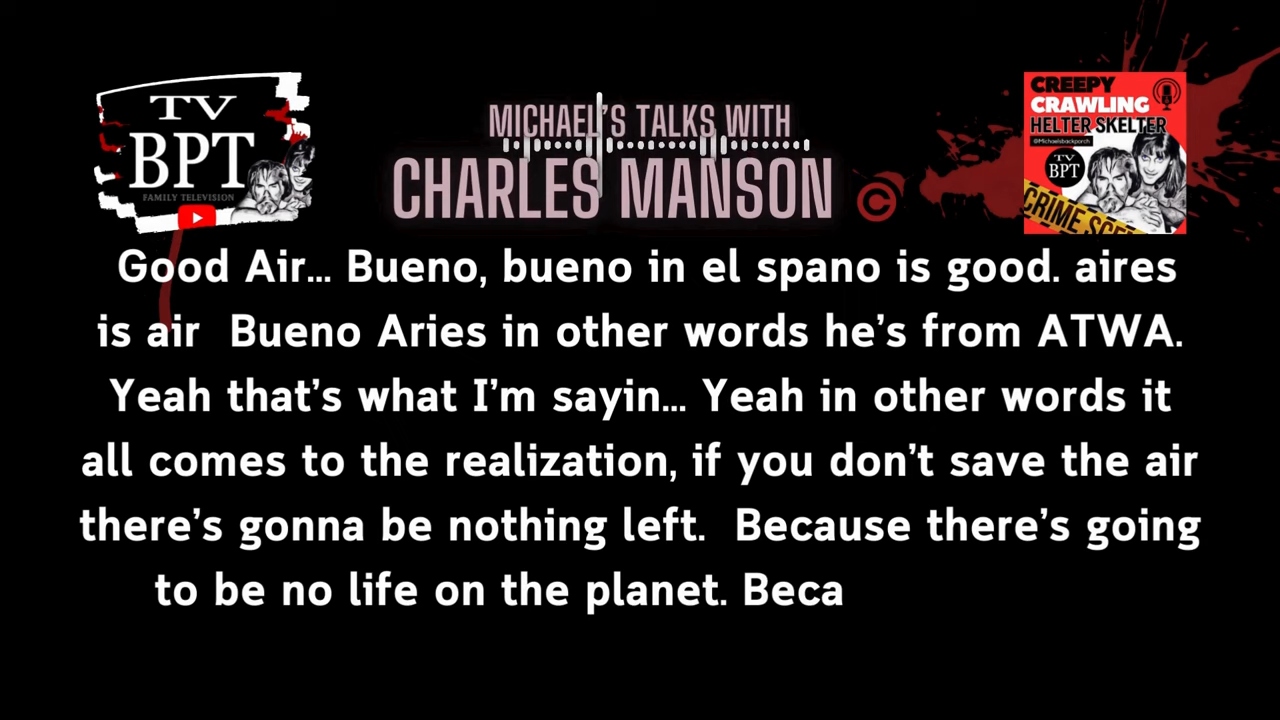 TV
BPT
FAMILY TELEVISION
MICHAEL'S TALKS WITH
CHARLES MANSON ©
CREEPY
CRAWLING
HELTER SKELTER
@Michaelsbackporch
TV
BPT
CRIME SCE
Good Air... Bueno, bueno in el spano is good. aires
is air Bueno Aries in other words he's from ATWA.
Yeah that's what I'm sayin... Yeah in other words it
all comes to the realization, if you don't save the air
there's gonna be nothing left. Because there's going
to be no life on the planet. Beca